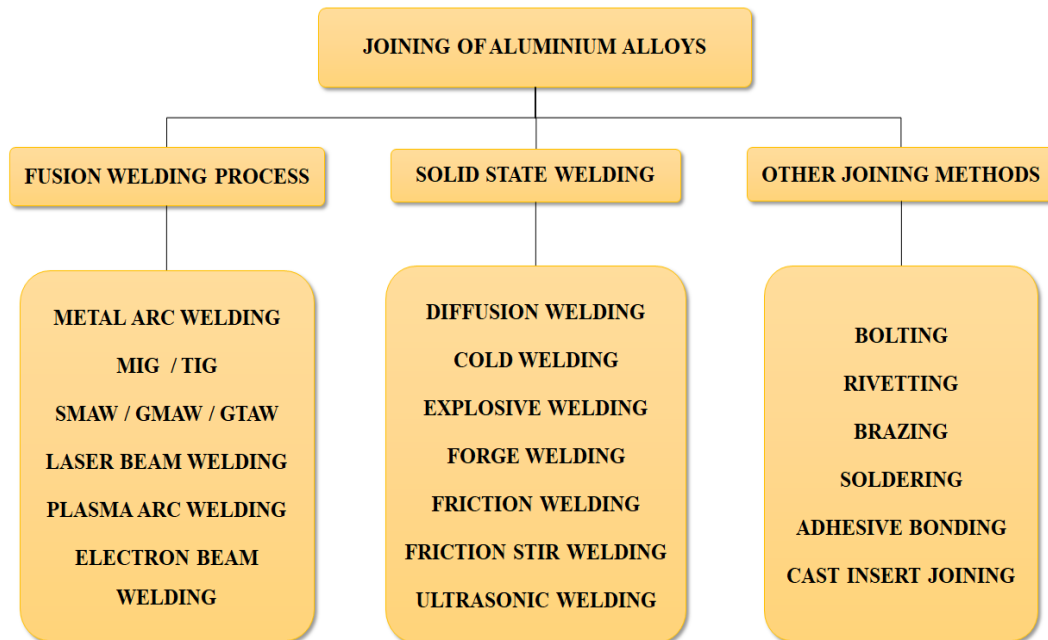 JOINING OF ALUMINIUM ALLOYS
FUSION WELDING PROCESS
METAL ARC WELDING
MIG / TIG
SMAW / GMAW / GTAW
LASER BEAM WELDING
PLASMA ARC WELDING
ELECTRON BEAM
WELDING
SOLID STATE WELDING
DIFFUSION WELDING
COLD WELDING
EXPLOSIVE WELDING
FORGE WELDING
FRICTION WELDING
FRICTION STIR WELDING
ULTRASONIC WELDING
OTHER JOINING METHODS
BOLTING
RIVETTING
BRAZING
SOLDERING
ADHESIVE BONDING
CAST INSERT JOINING